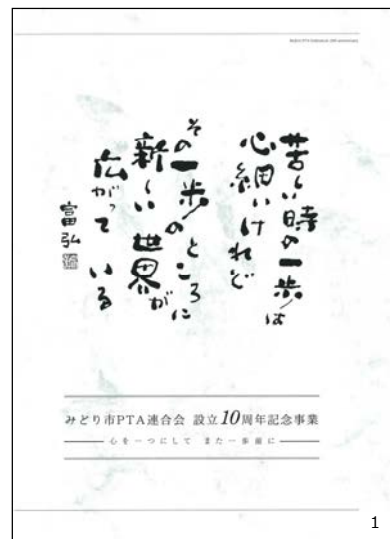 苦しい時の一歩は
心細いけれど
その一歩のところに
新しい世界が
広がっている
富弘
みどり市PTA連合会 設立10周年記念事業
心を一つにして また一歩前に
1